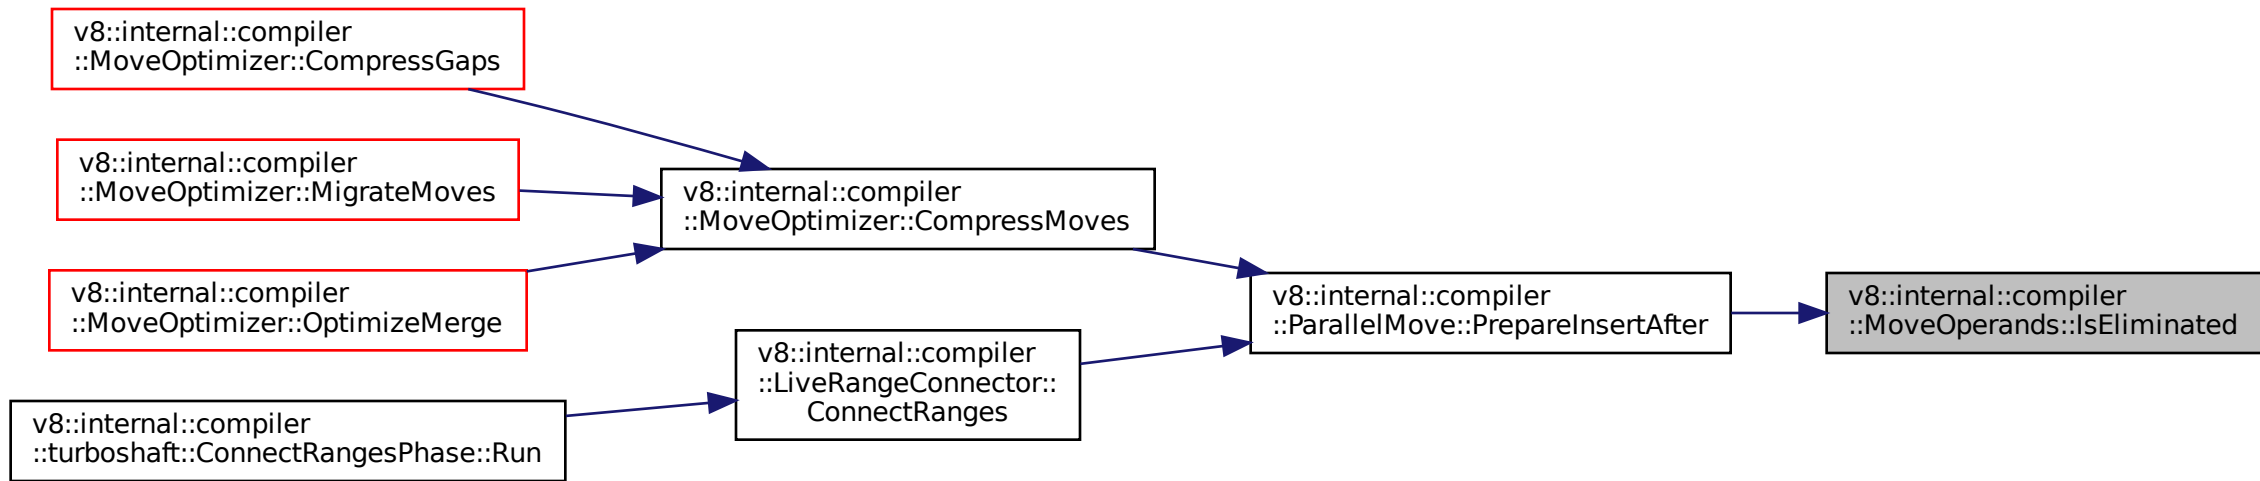 v8::internal::compiler
::MoveOptimizer::CompressGaps
v8::internal::compiler
::MoveOptimizer::MigrateMoves
v8::internal::compiler
::MoveOptimizer::CompressMoves
v8::internal::compiler
::MoveOptimizer::OptimizeMerge
v8::internal::compiler
::ParallelMove::PrepareInsertAfter
v8::internal::compiler
::MoveOperands::IsEliminated
v8::internal::compiler
::LiveRangeConnector::
ConnectRanges
v8::internal::compiler
::turboshaft::ConnectRangesPhase::Run